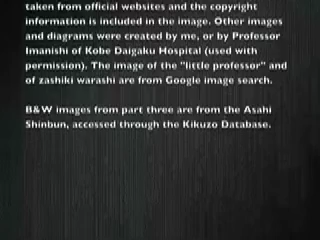 taken from official websites and the copyright
information is included in the image. Other images
and diagrams were created by me, or by Professor
Imanishi of Kobe Daigaku Hospital (used with
permission). The image of the "little professor" and
of zashiki warashi are from Google image search.
B&W images from part three are from the Asahi
Shinbun, accessed through the Kikuzo Database.